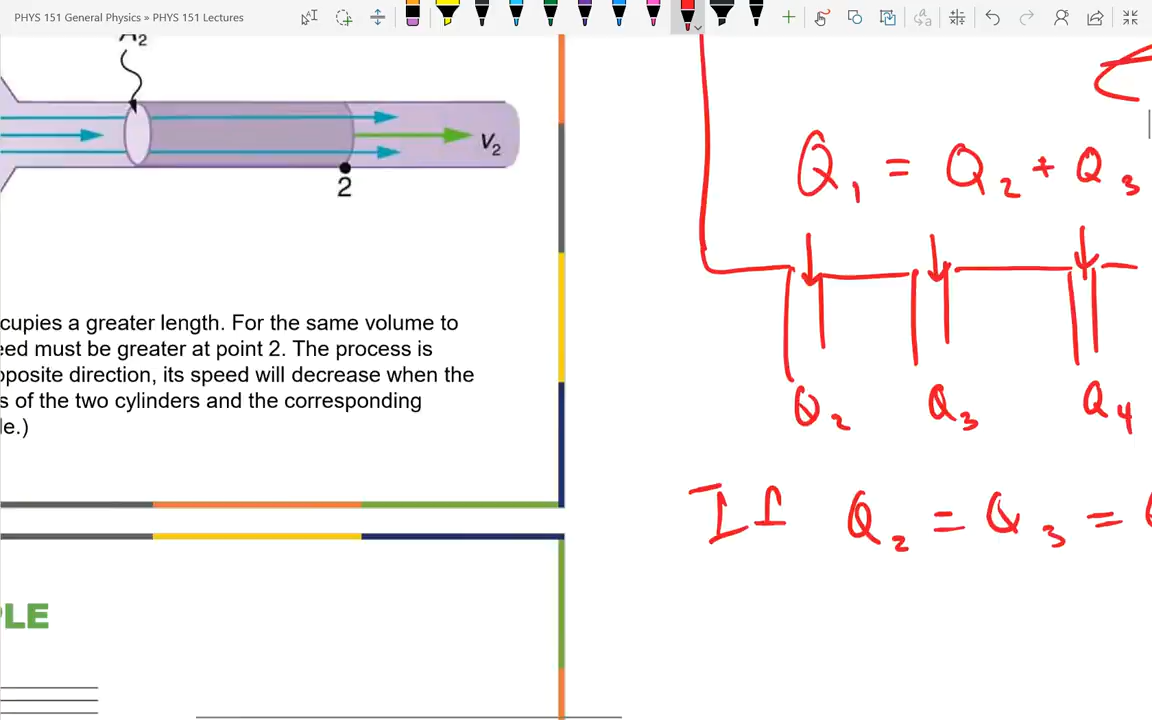 PHYS 151 General Physics » PHYS 151 Lectures
A2
V2
2
cupies a greater length. For the same volume to
eed must be greater at point 2. The process is
pposite direction, its speed will decrease when the
s of the two cylinders and the corresponding
le.)
PLE
Q1 = Q2 + Q3
Q2 Q3 Q4
If Q2 = Q3 =